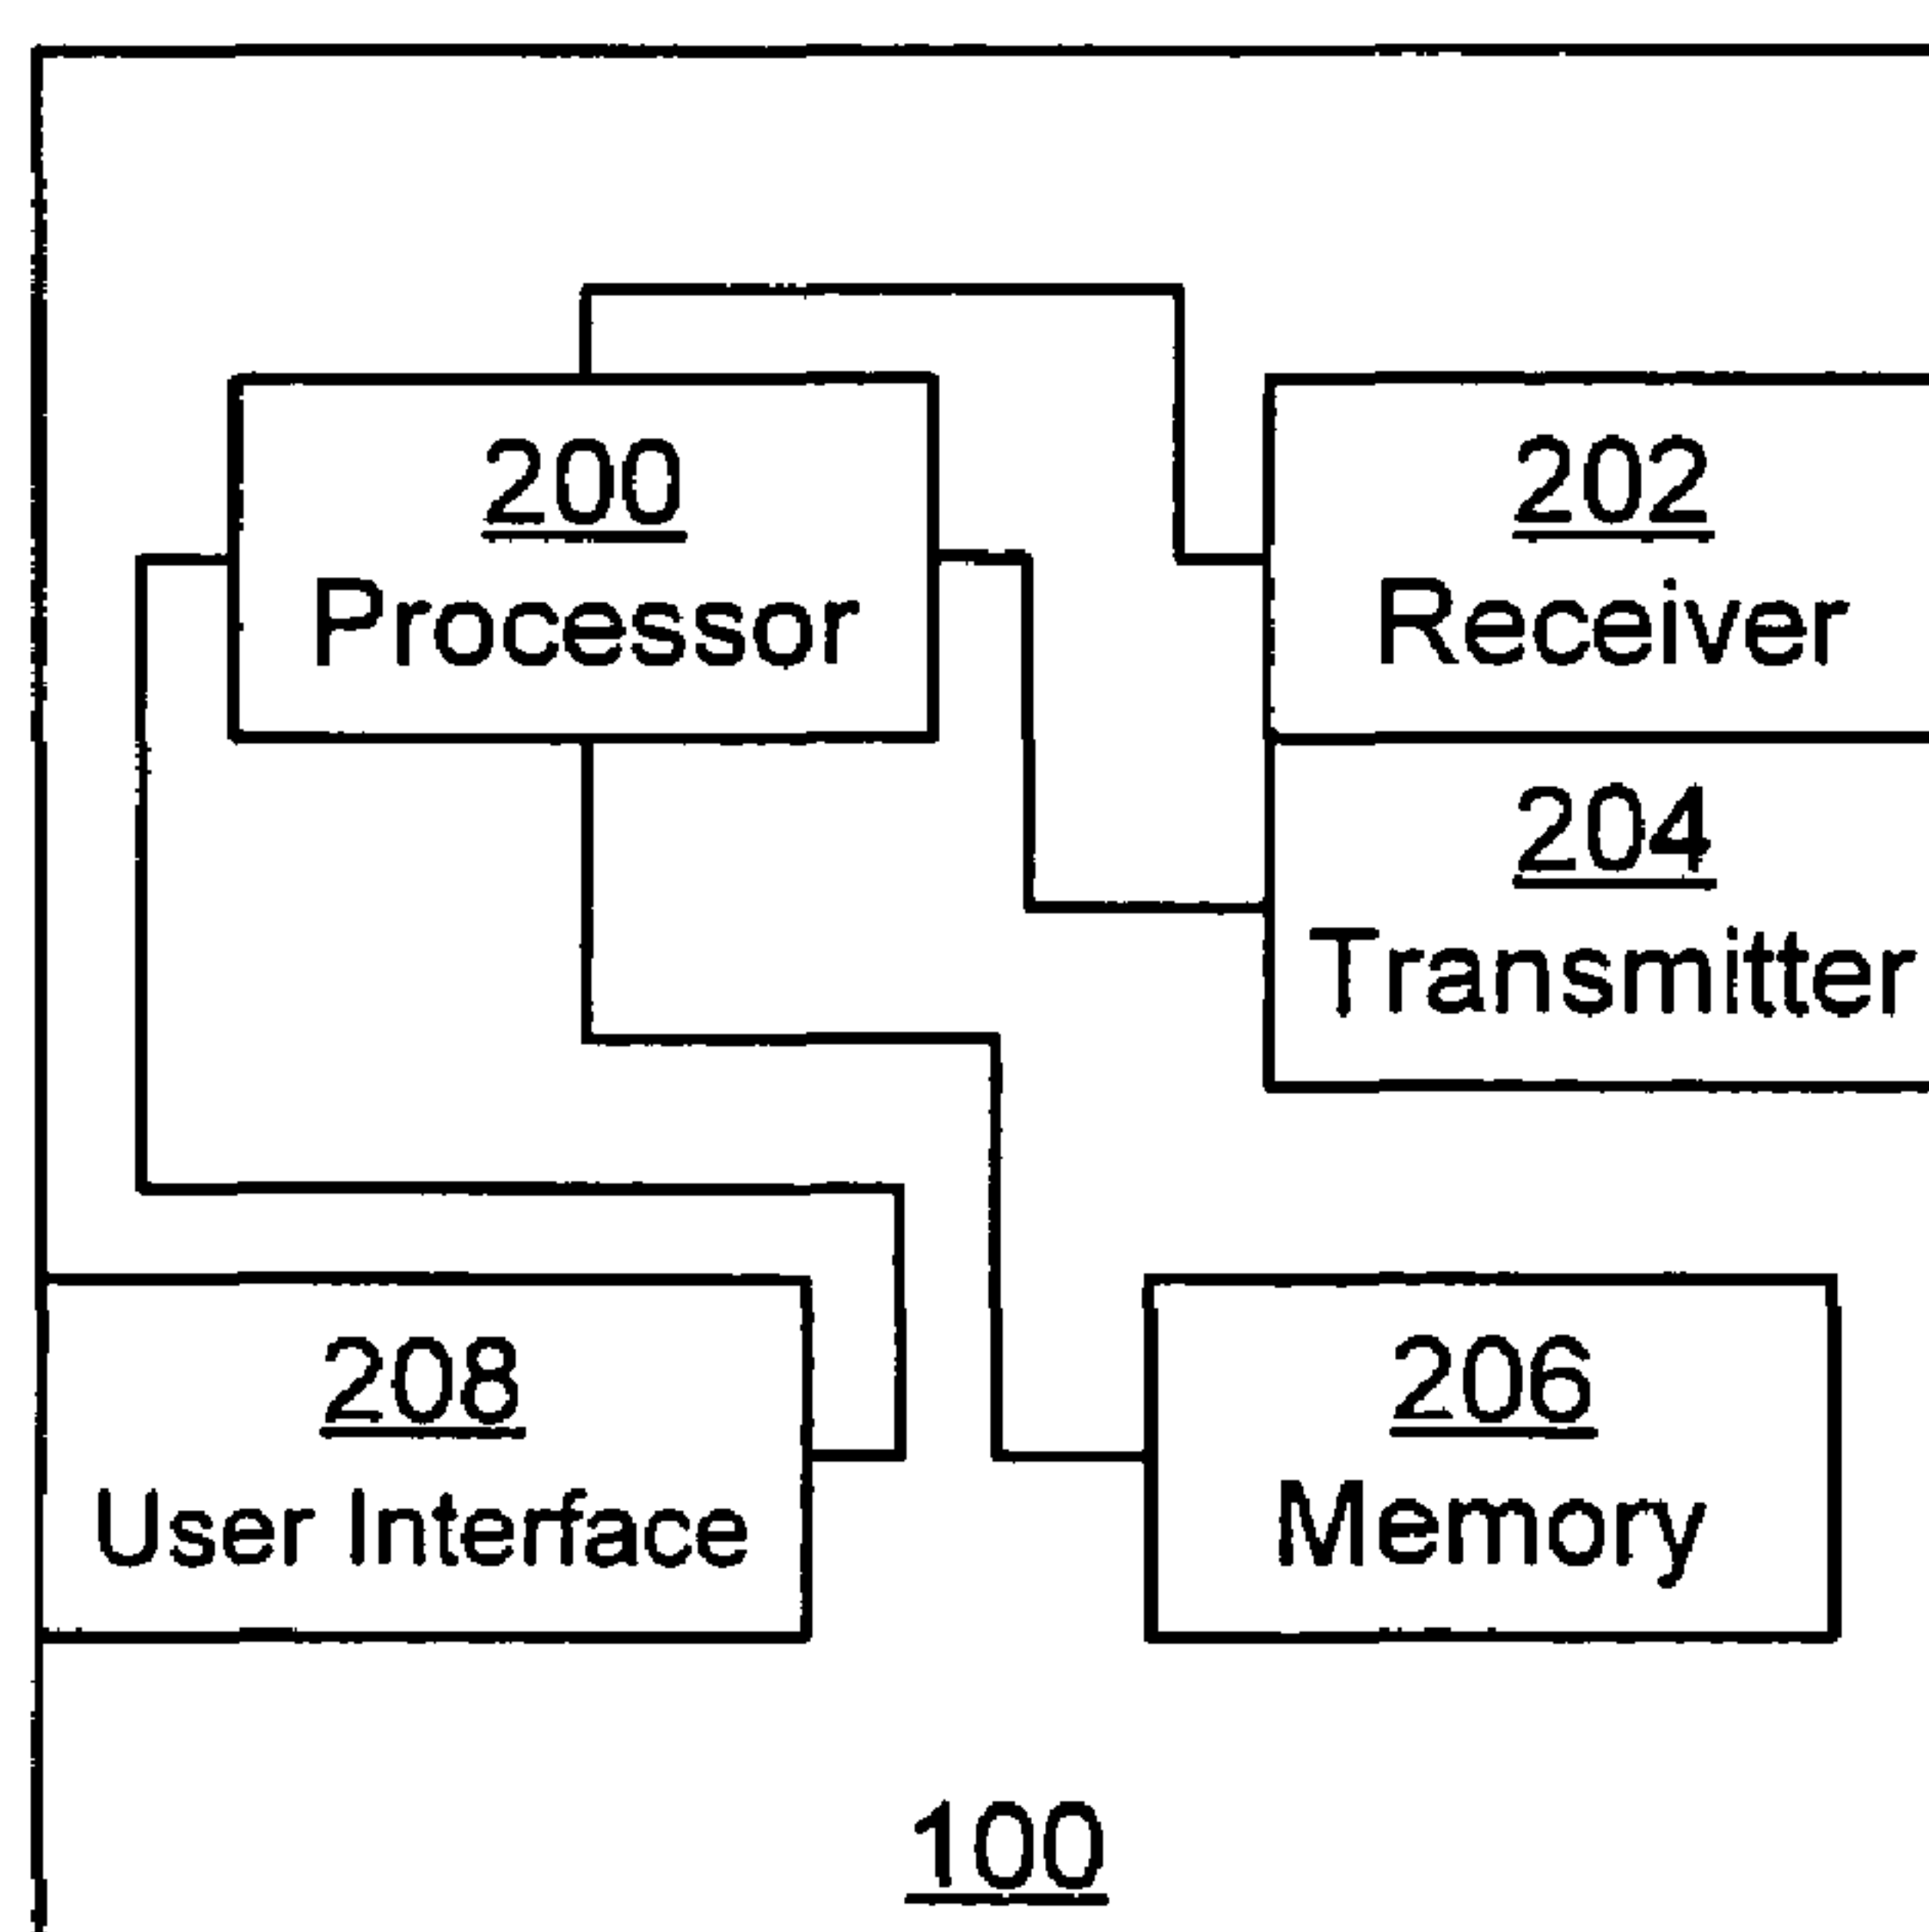 200
Processor
202
Receiver
204
Transmitter
208
User Interface
206
Memory
100